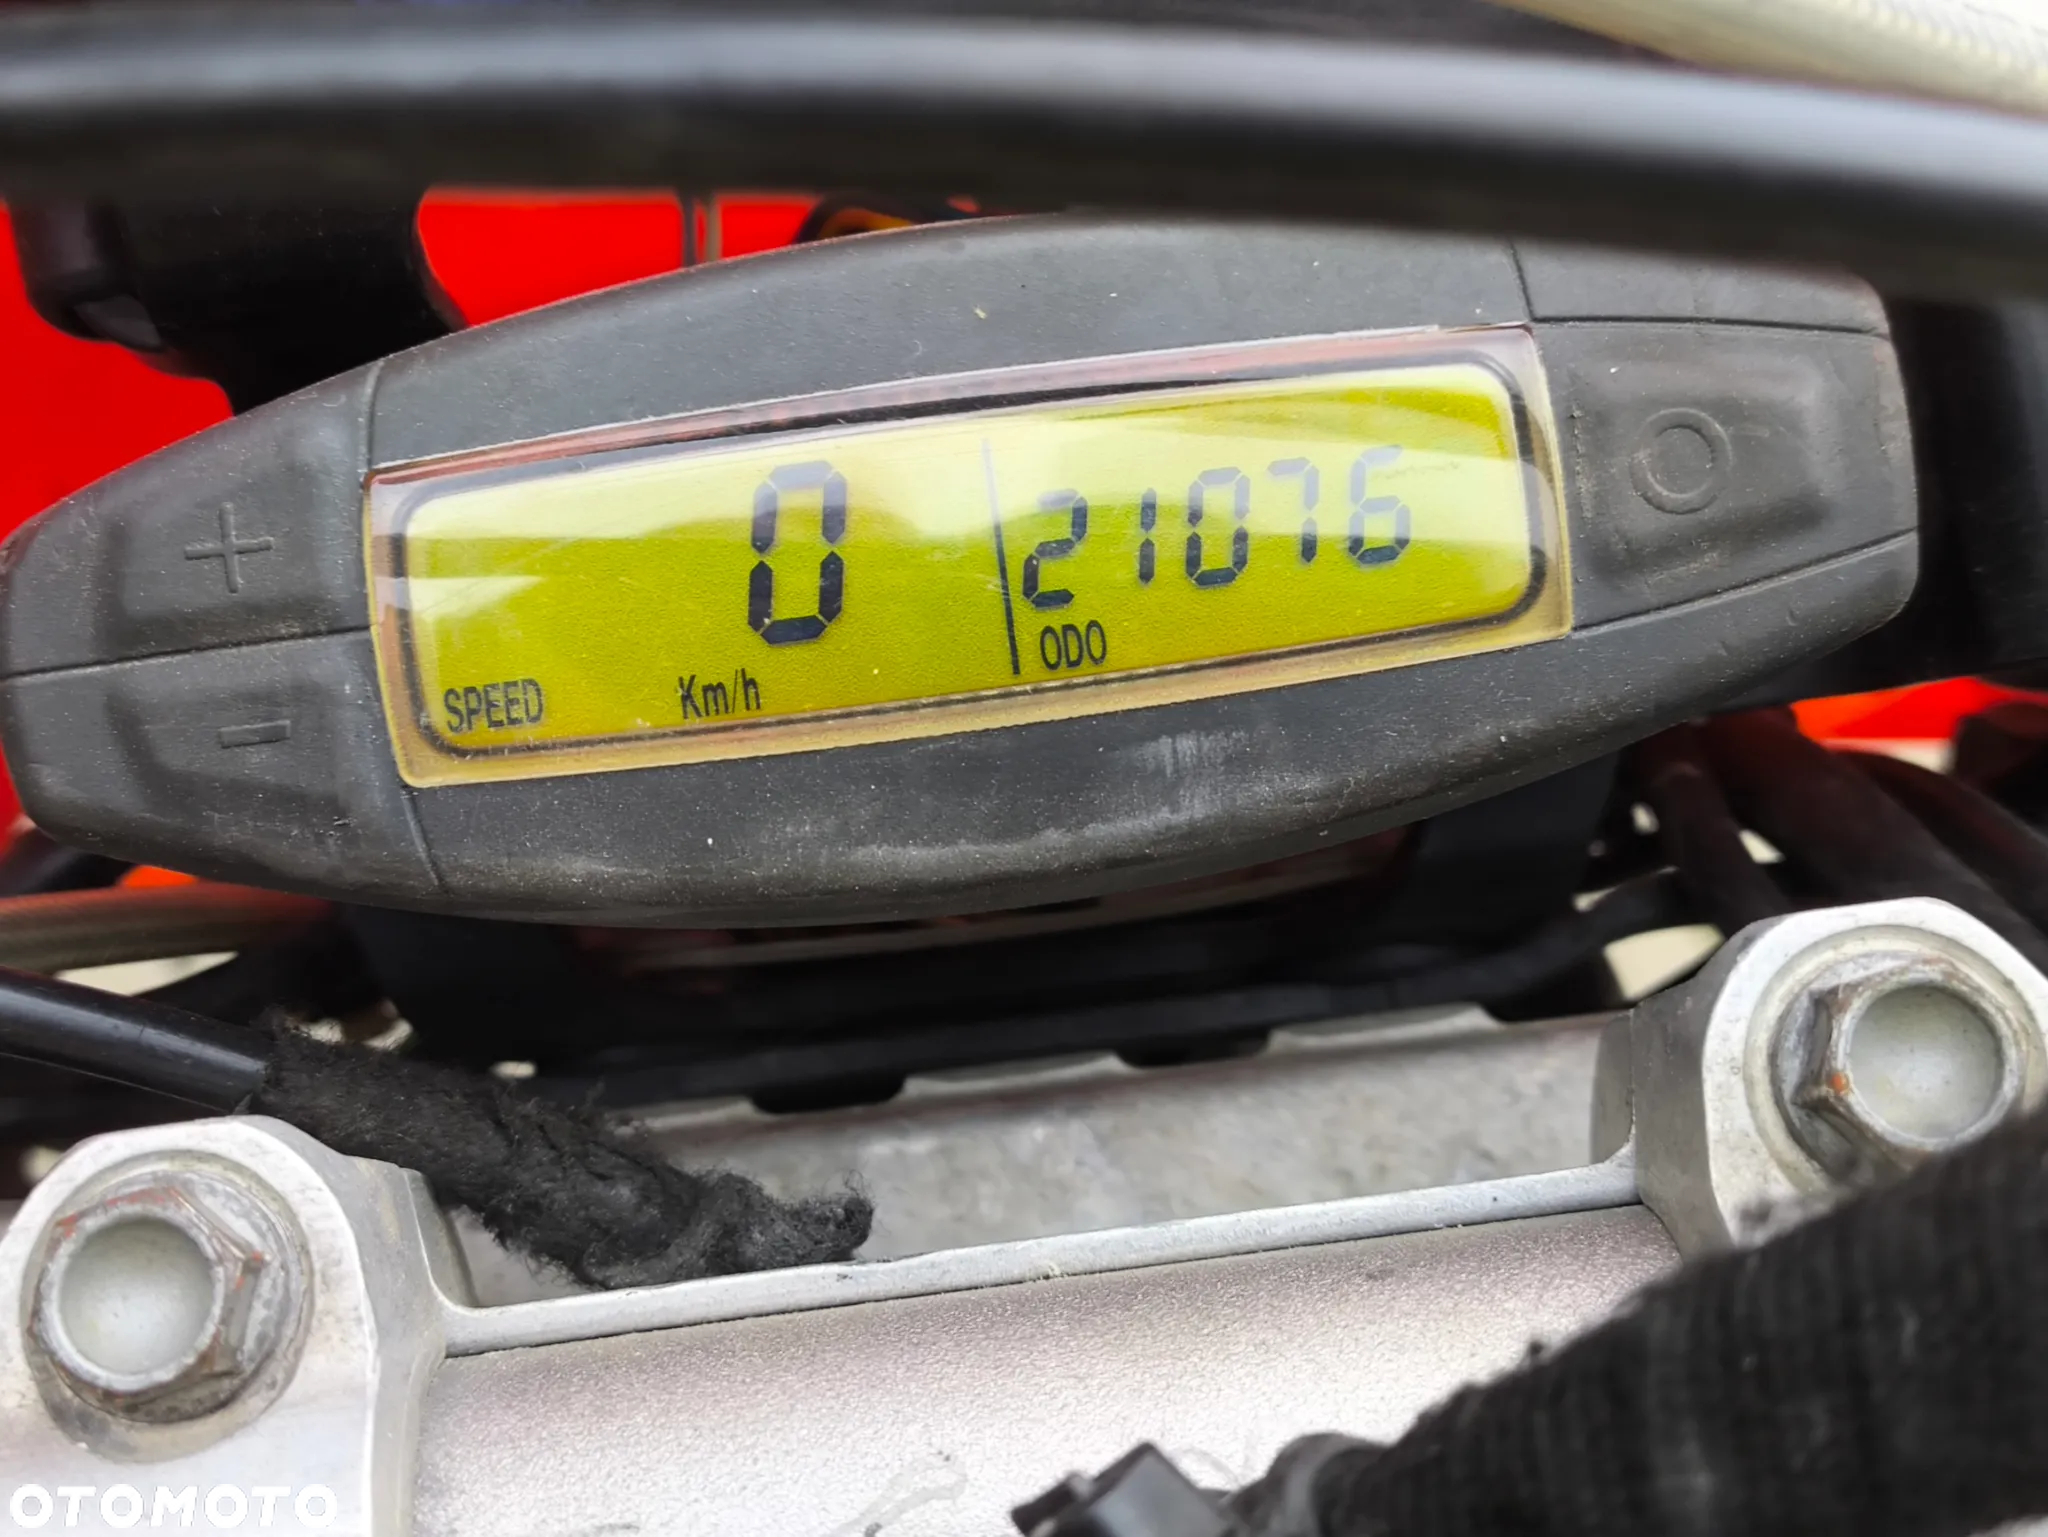 0
21076
ODO
SPEED Km/h
OTOMOTO